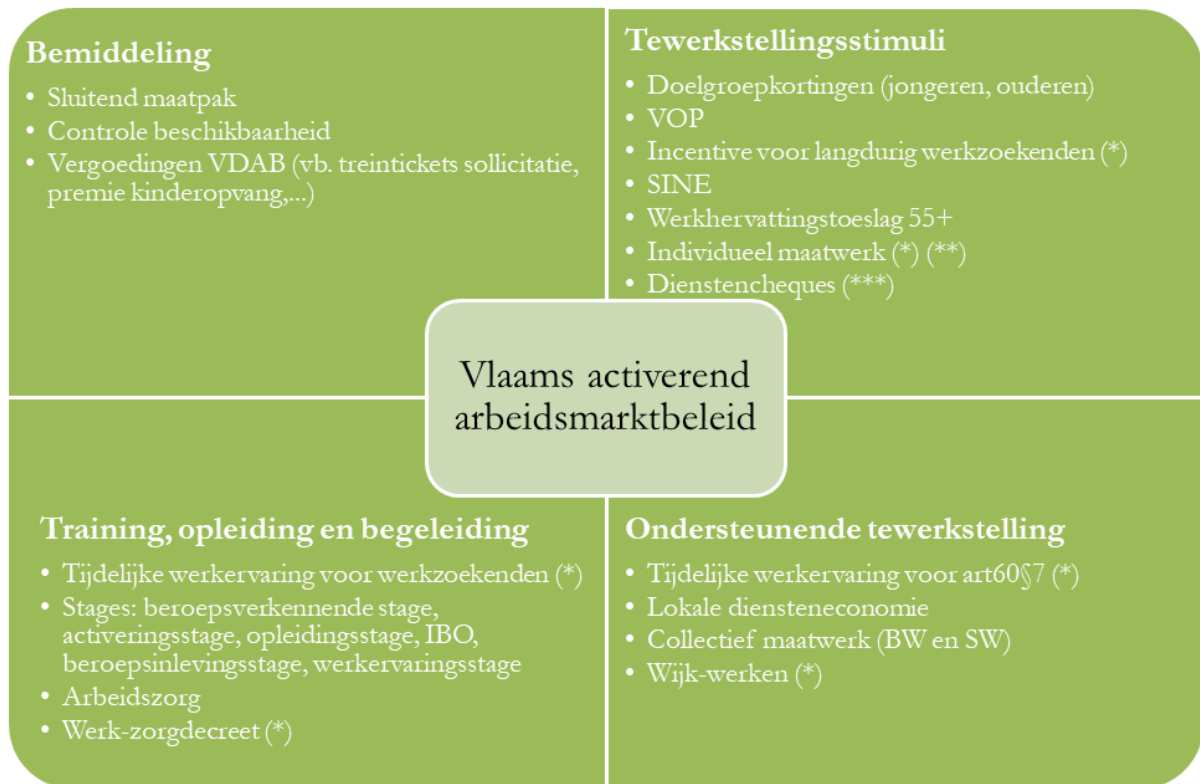 Bemiddeling
• Sluitend maatpak
• Controle beschikbaarheid
• Vergoedingen VDAB (vb. treintickets sollicitatie,
premie kinderopvang,...)
Tewerkstellingsstimuli
• Doelgroepkortingen (jongeren, ouderen)
• VOP
• Incentive voor langdurig werkzoekenden (*)
• SINE
• Werkhervattingstoeslag 55+
• Individueel maatwerk (*) (**)
• Dienstencheques (***)
Vlaams activerend
arbeidsmarktbeleid
Training, opleiding en begeleiding
• Tijdelijke werkervaring voor werkzoekenden (*)
• Stages: beroepsverkennende stage,
activeringsstage, opleidingsstage, IBO,
beroepsinlevingsstage, werkervaringsstage
• Arbeidszorg
• Werk-zorgdecreet (*)
Ondersteunende tewerkstelling
• Tijdelijke werkervaring voor art60§7 (*)
• Lokale diensteneconomie
• Collectief maatwerk (BW en SW)
• Wijk-werken (*)